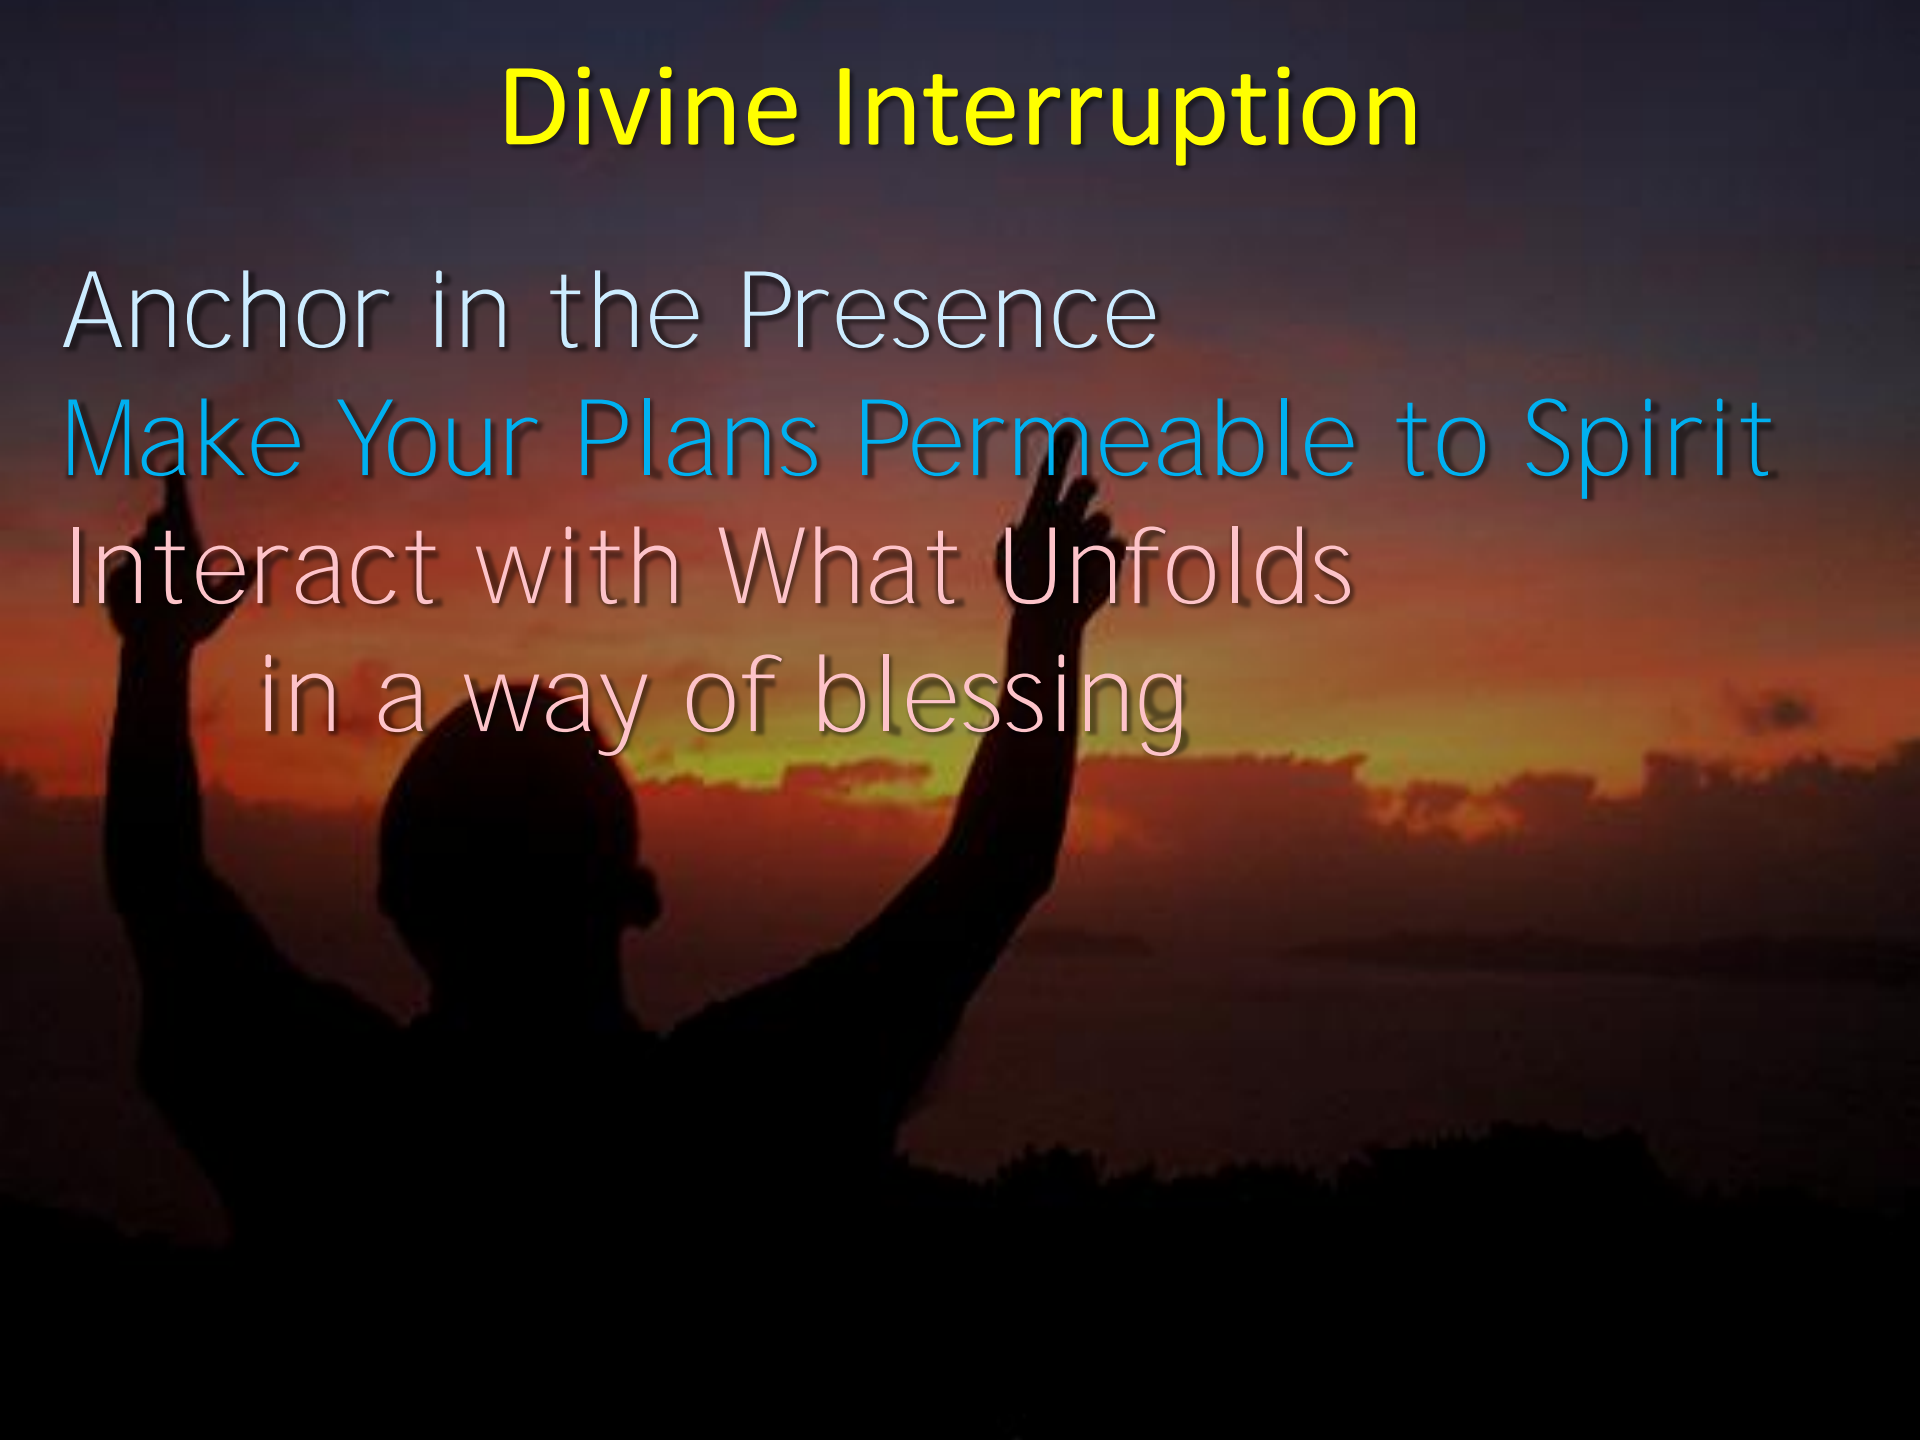 Divine Interruption
Anchor in the Presence
Make Your Plans Permeable to Spirit
Interact with What Unfolds
in a way of blessing